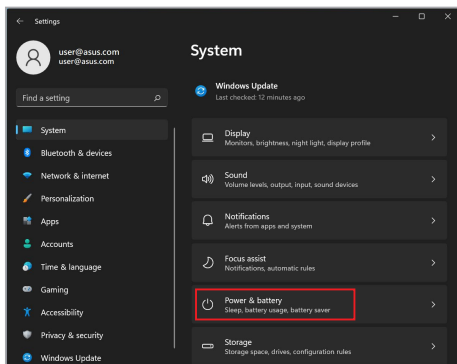 Settings
user@asus.com
user@asus.com
Find a setting
System
Bluetooth & devices
Network & internet
Personalization
Apps
Accounts
Time & language
Gaming
Accessibility
Privacy & security
Windows Update
System
Windows Update
Last checked: 12 minutes ago
Display
Monitors, brightness, night light, display profile
Sound
Volume levels, output, input, sound devices
Notifications
Alerts from apps and system
Focus assist
Notifications, automatic rules
Power & battery
Sleep, battery usage, battery saver
Storage
Storage space, drives, configuration rules